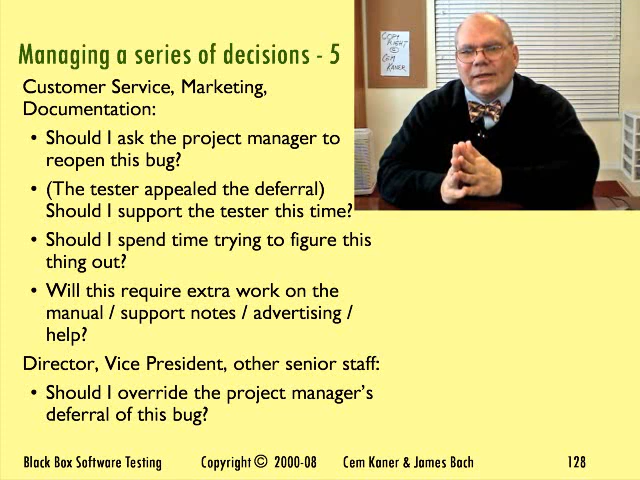 Managing a series of decisions - 5
COPY
RIGHT
©
CEM
KANER
Customer Service, Marketing,
Documentation:
• Should I ask the project manager to
reopen this bug?
• (The tester appealed the deferral)
Should I support the tester this time?
• Should I spend time trying to figure this
thing out?
• Will this require extra work on the
manual / support notes / advertising /
help?
Director, Vice President, other senior staff:
• Should I override the project manager's
deferral of this bug?
Black Box Software Testing Copyright © 2000-08 Cem Kaner & James Bach 128